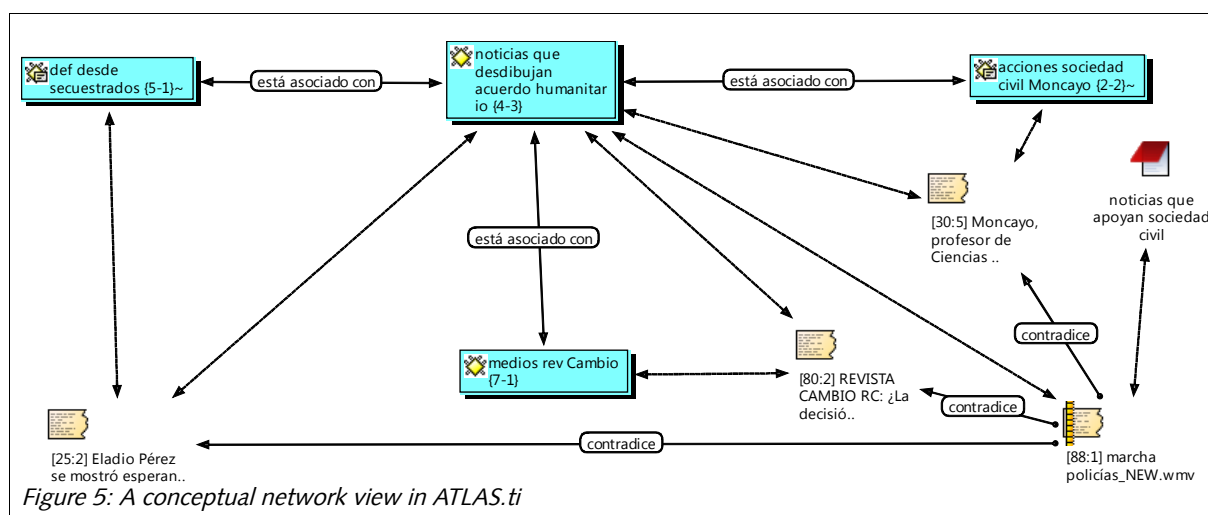 def desde
secuestrados {5-1}~
está asociado con
noticias que
desdibujan
acuerdo humanitar
io {4-3}
está asociado con
acciones sociedad
civil Moncayo {2-2}~
[30:5] Moncayo,
profesor de
Ciencias ..
noticias que
apoyan sociedad
civil
está asociado con
contradice
medios rev Cambio
{7-1}
[80:2] REVISTA
CAMBIO RC: ¿La
decisió..
contradice
[25:2] Eladio Pérez
se mostró esperan..
contradice
[88:1] marcha
policías_NEW.wmv
Figure 5: A conceptual network view in ATLAS.ti